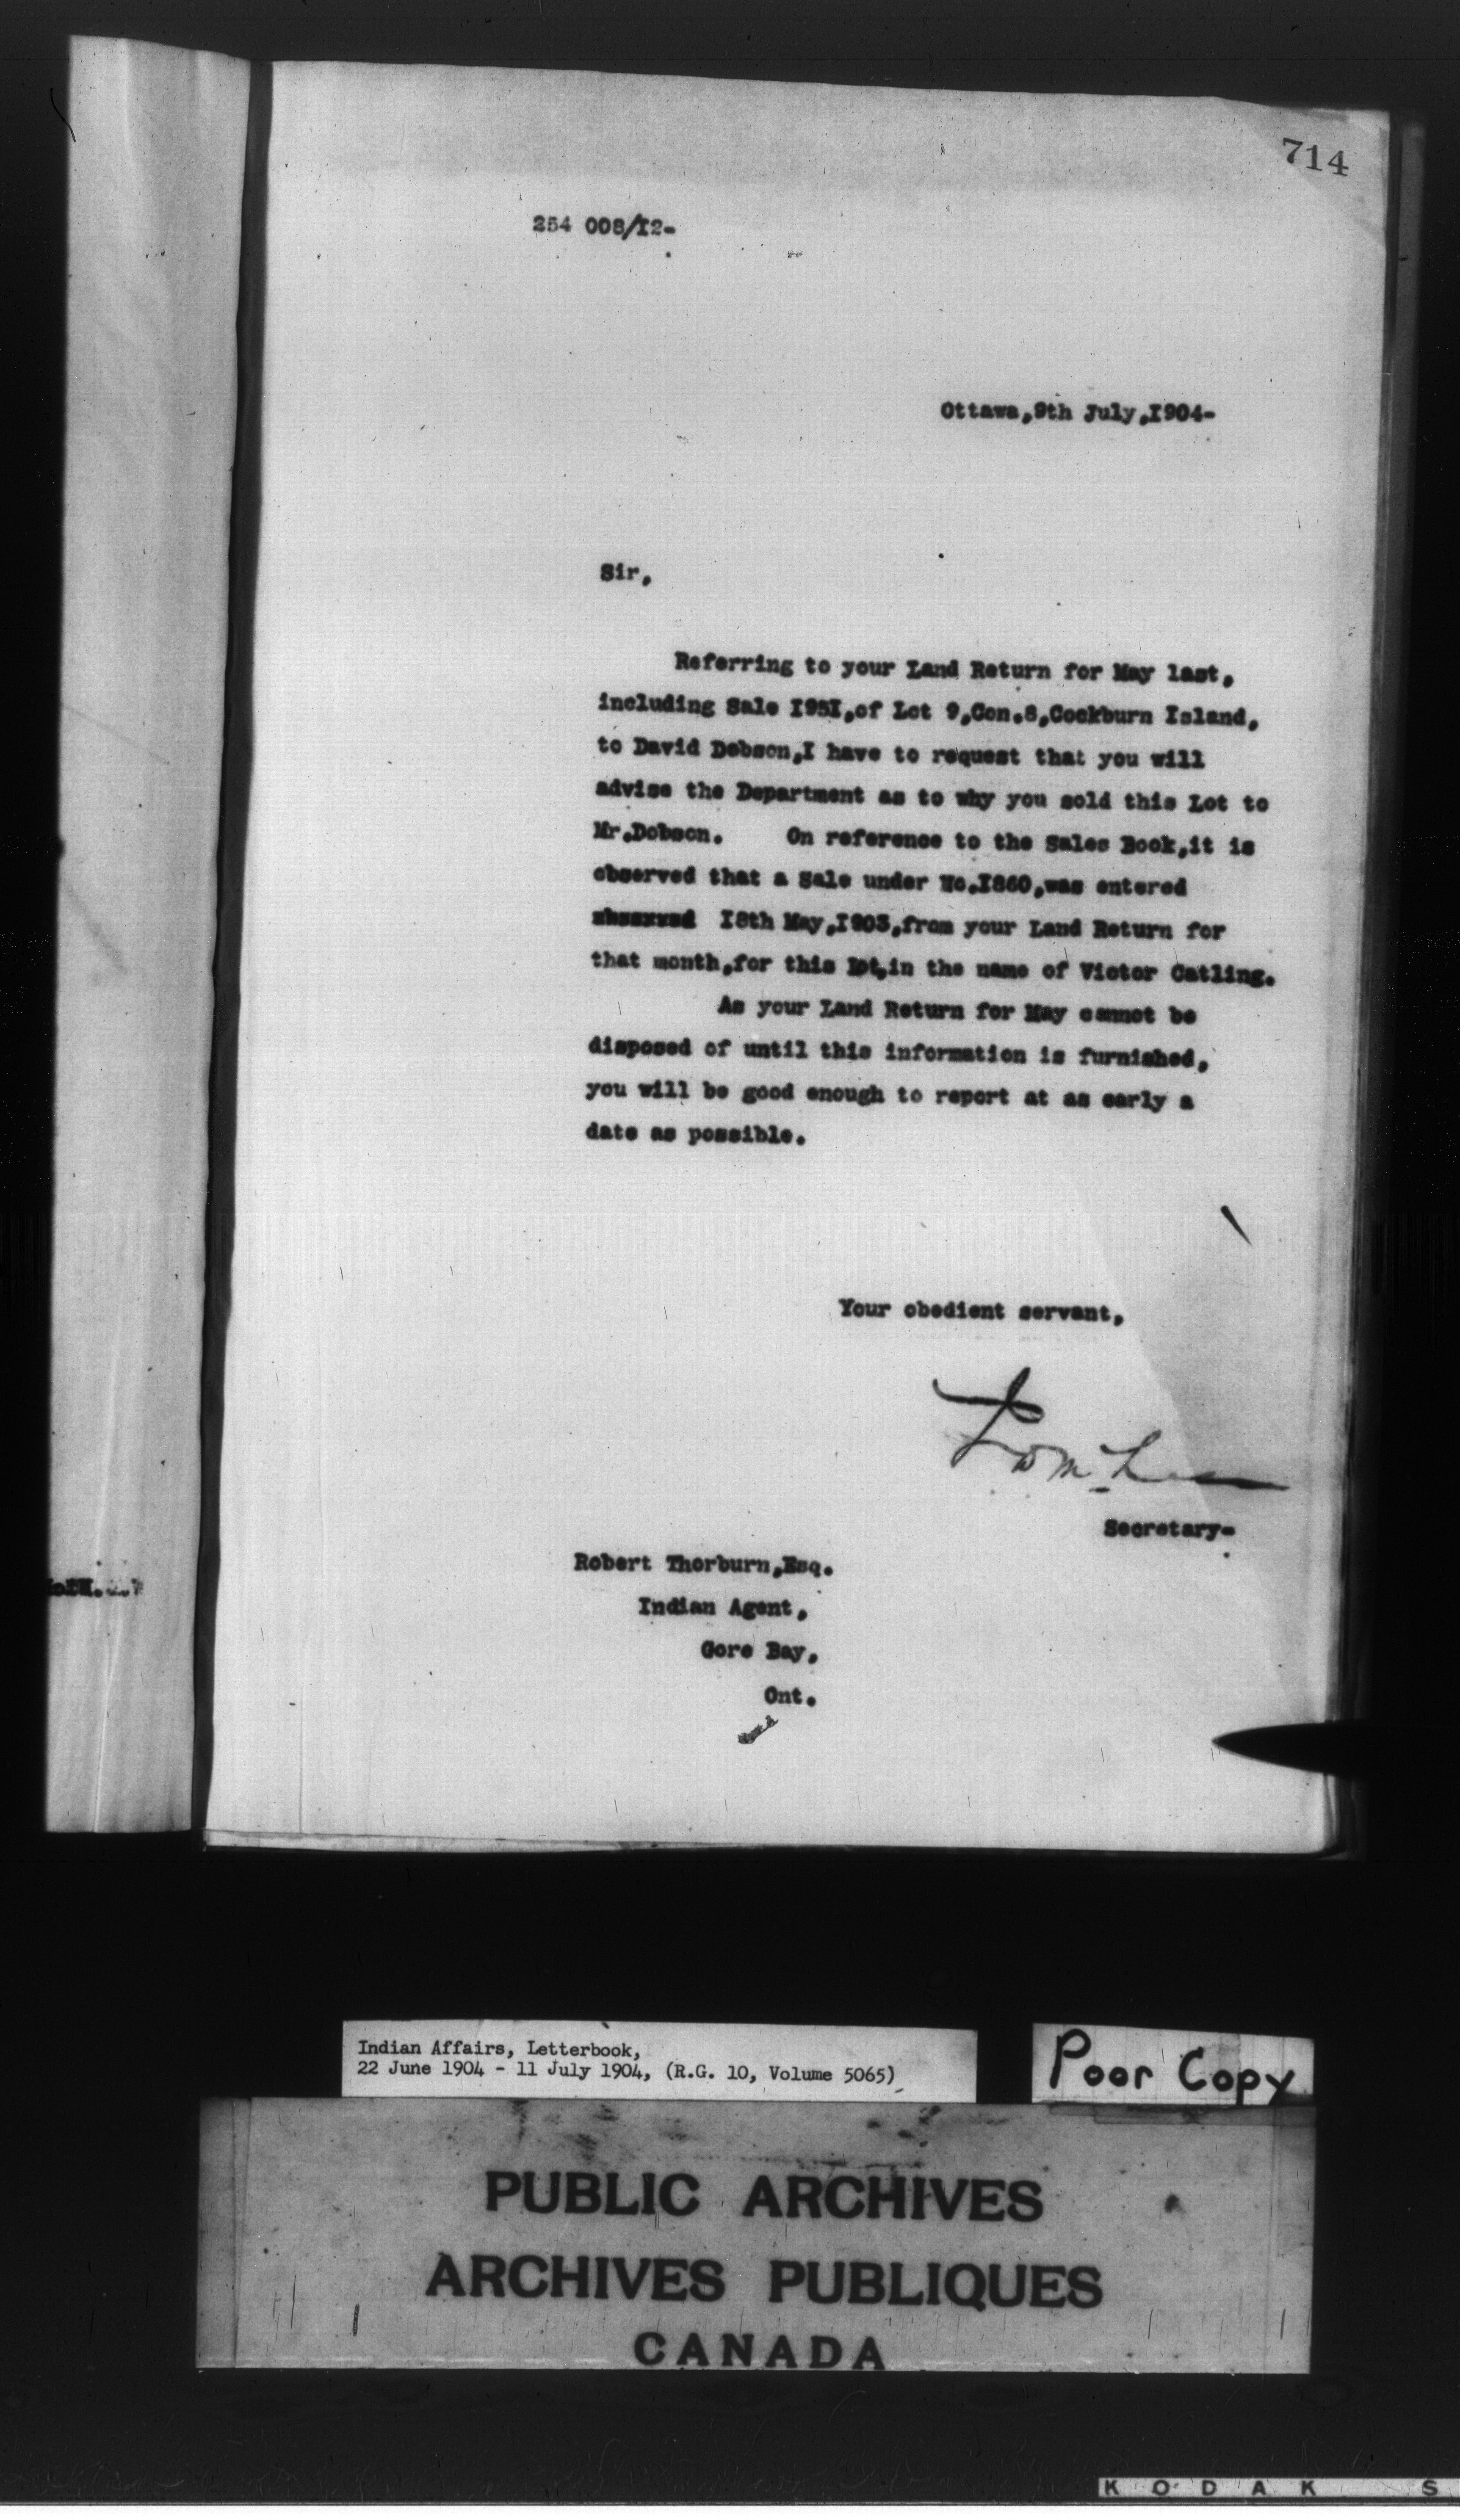 714
254 008/I2-
Ottawa,9th July,I904-
Sir,
Referring to your Land Return for May last,
including Sale I95I,of Lot 9,Con.8,Cockburn Island,
to David Dobson,I have to request that you will
advise the Department as to why you sold this Lot to
Mr.Dobson. On reference to the Sales Book,it is
observed that a Sale under No.I860,was entered
I8th May,I903,from your Land Return for
that month,for this Lot,in the name of Victor Catling.
As your Land Return for May cannot be
disposed of until this information is furnished,
you will be good enough to report at as early a
date as possible.
Your obedient servant,
Secretary-
Robert Thorburn,Esq.
Indian Agent,
Gore Bay,
Ont.
Indian Affairs, Letterbook,
22 June 1904 - 11 July 1904, (R.G. 10, Volume 5065)
Poor Copy
PUBLIC ARCHIVES
ARCHIVES PUBLIQUES
CANADA
KODAK S